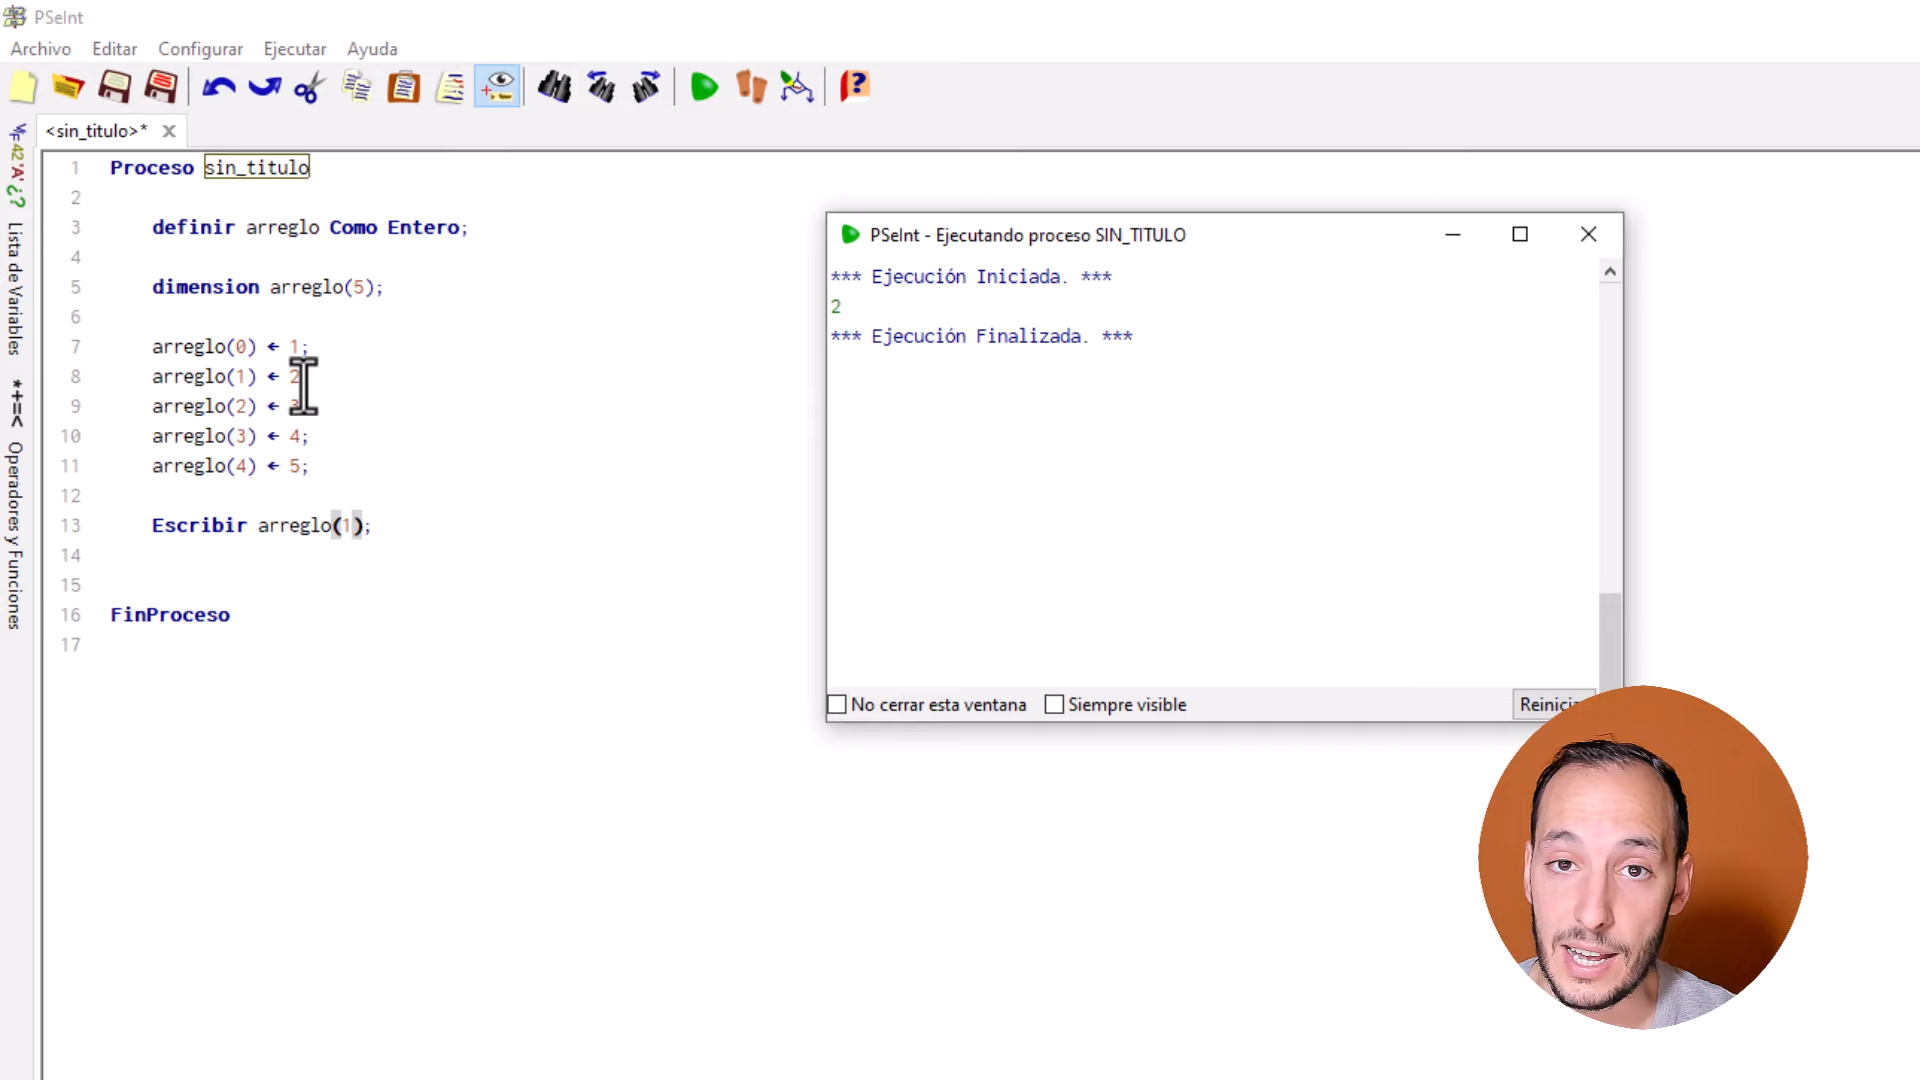 PSeInt
Archivo Editar Configurar Ejecutar Ayuda
<sin_titulo>* X
Lista de Variables
*+=<
Operadores y Funciones
42 'A' ¿?
1 Proceso sin_titulo
2
3 definir arreglo Como Entero;
4
5 dimension arreglo(5);
6
7 arreglo(0) ← 1;
8 arreglo(1) ← 2
9 arreglo(2) ←
10 arreglo(3) ← 4;
11 arreglo(4) ← 5;
12
13 Escribir arreglo(1);
14
15
16 FinProceso
17
PSeInt - Ejecutando proceso SIN_TITULO
*** Ejecución Iniciada. ***
2
*** Ejecución Finalizada. ***
No cerrar esta ventana Siempre visible